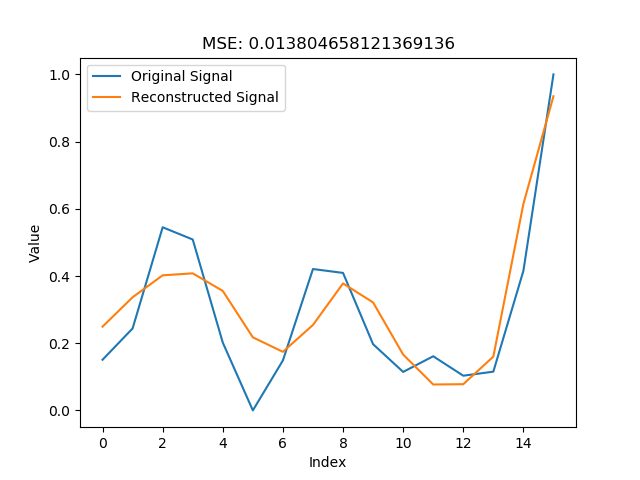 MSE: 0.013804658121369136
Original Signal
Reconstructed Signal
1.0
0.8
0.6
0.4
0.2
0.0
Value
0 2 4 6 8 10 12 14
Index